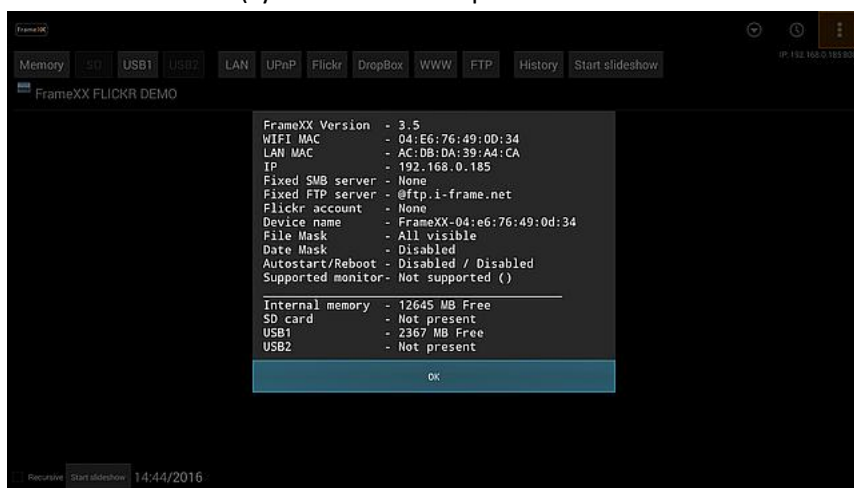 FrameXX
IP: 192.168.0.185:80
Memory SD USB1 USB2 LAN UPnP Flickr DropBox WWW FTP History Start slideshow
FrameXX FLICKR DEMO
FrameXX Version - 3.5
WIFI MAC - 04:E6:76:49:0D:34
LAN MAC - AC:DB:DA:39:A4:CA
IP - 192.168.0.185
Fixed SMB server - None
Fixed FTP server - @ftp.i-frame.net
Flickr account - None
Device name - FrameXX-04:e6:76:49:0d:34
File Mask - All visible
Date Mask - Disabled
Autostart/Reboot - Disabled / Disabled
Supported monitor- Not supported ()
Internal memory - 12645 MB Free
SD card - Not present
USB1 - 2367 MB Free
USB2 - Not present
OK
Recursive Start slideshow 14:44/2016